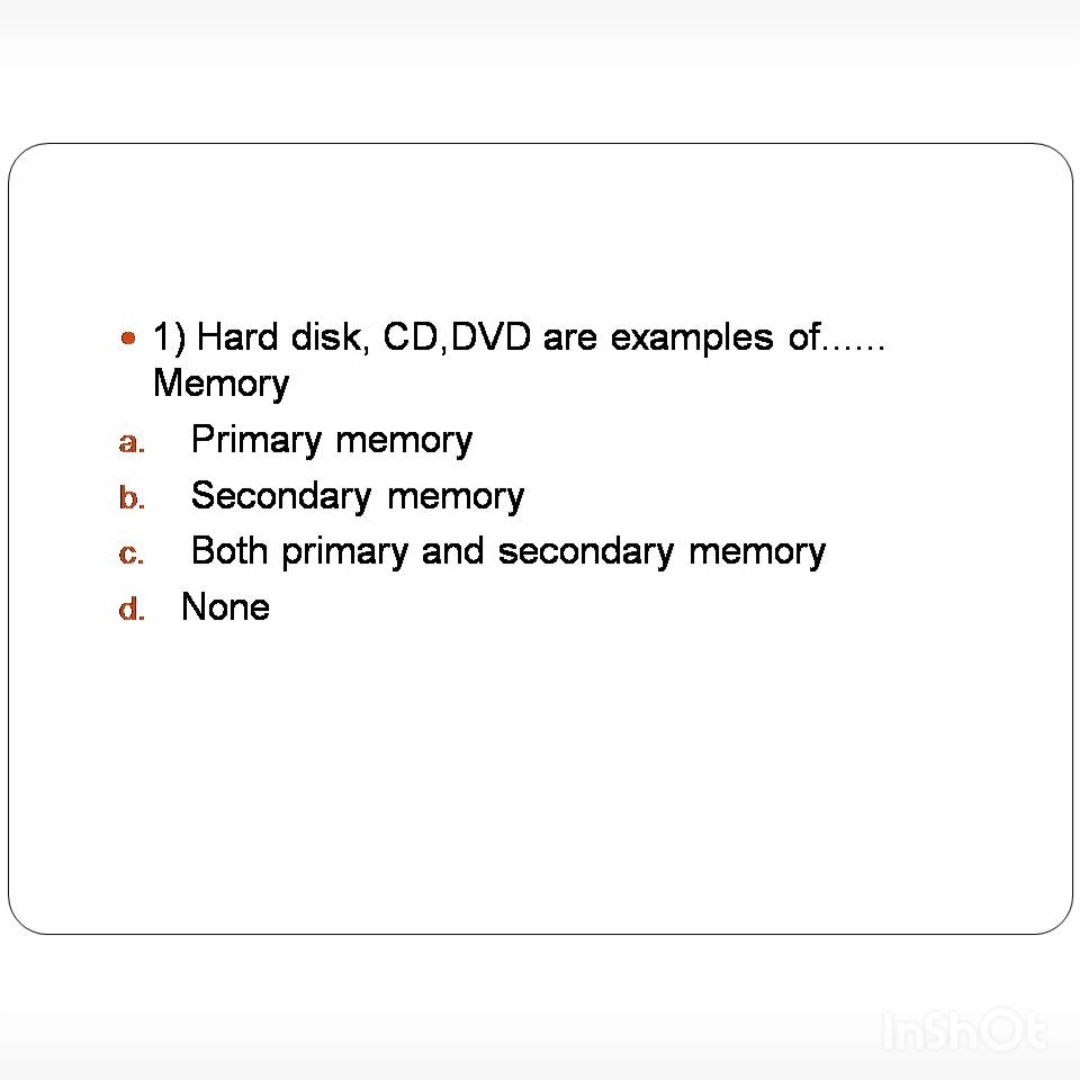 • 1) Hard disk, CD,DVD are examples of......
Memory
a. Primary memory
b. Secondary memory
c. Both primary and secondary memory
d. None
InShOt